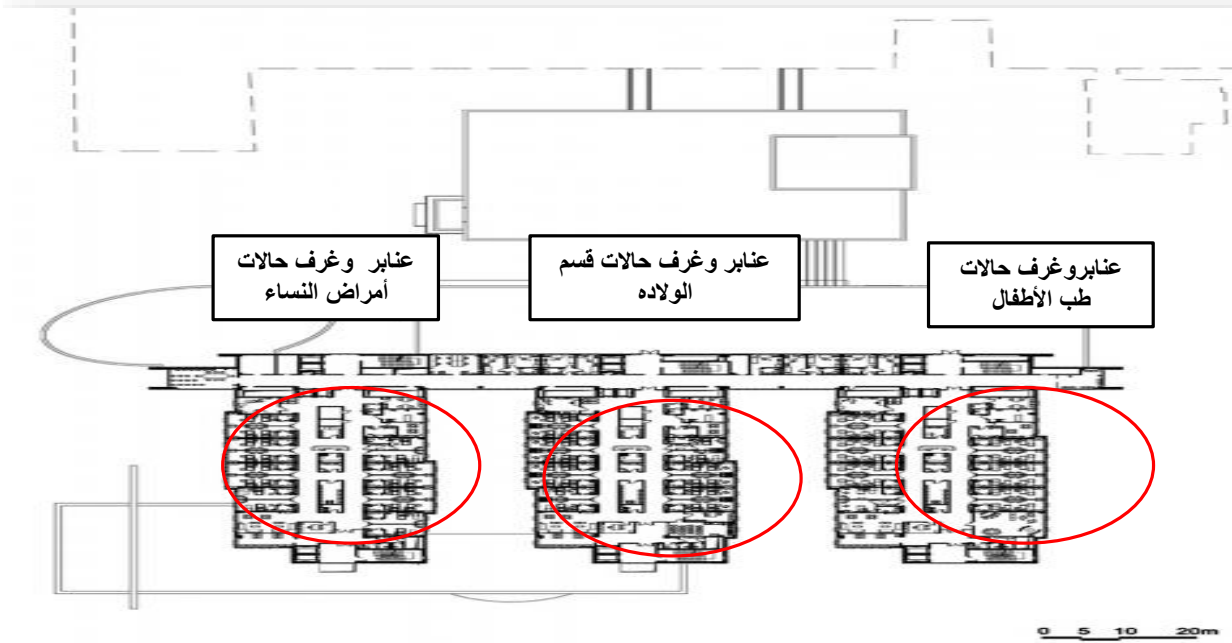 عنابر وغرف حالات
أمراض النساء
عنابر وغرف حالات قسم
الولاده
عنابروغرف حالات
طب الأطفال
0 5 10 20m